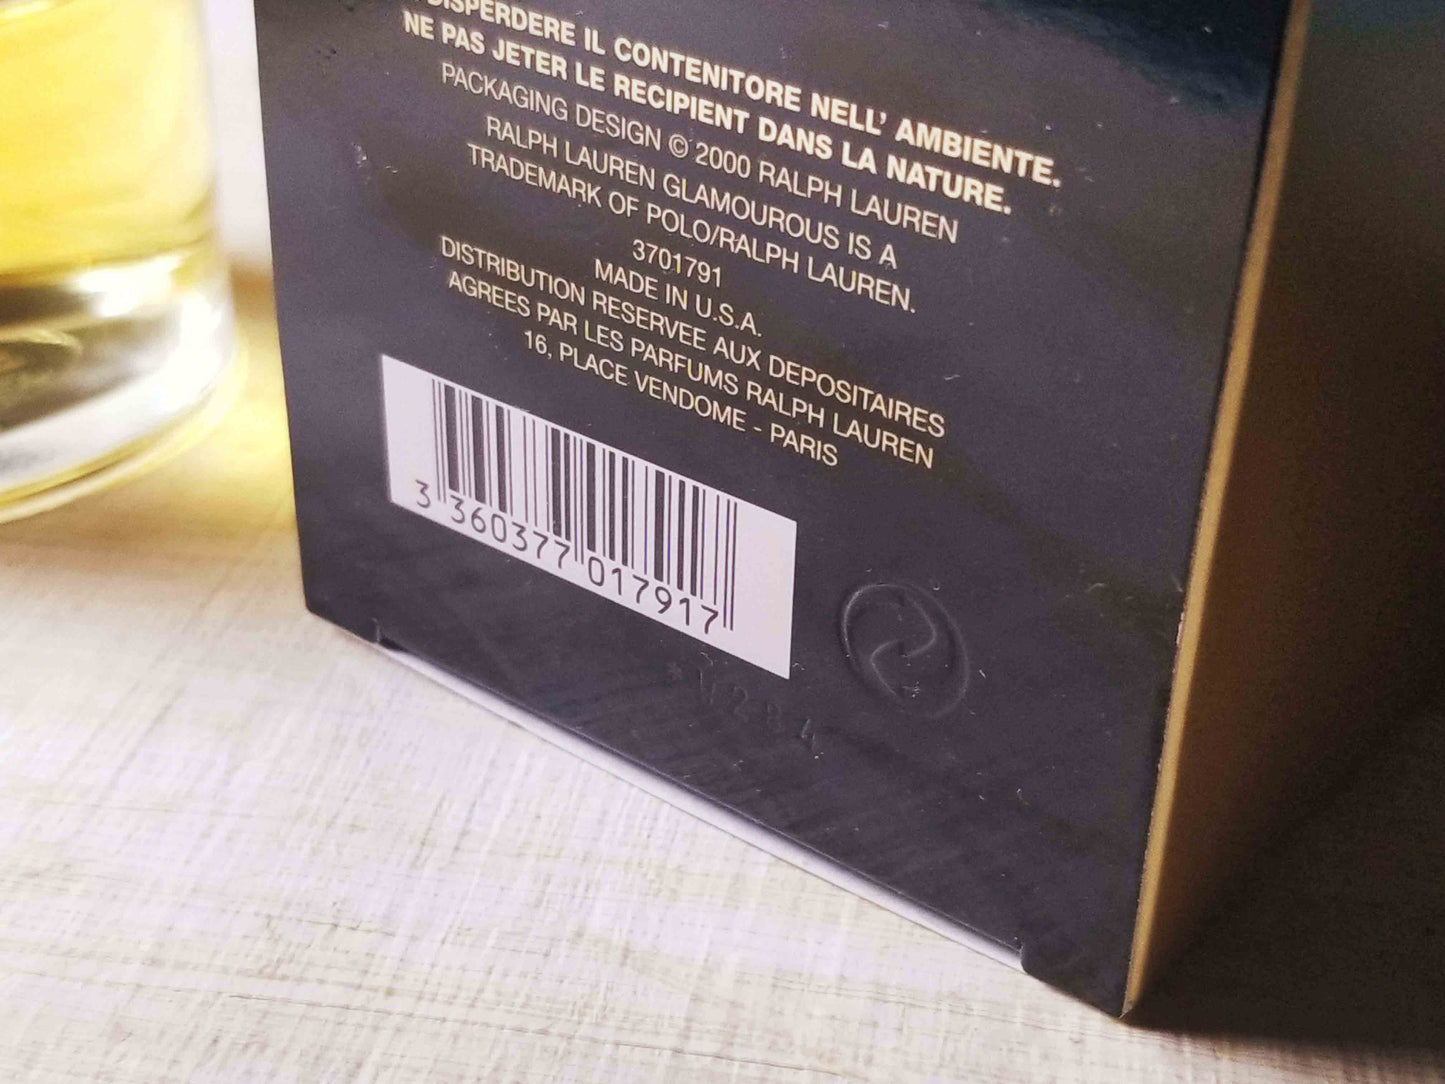 DISPERDERE IL CONTENITORE NELL' AMBIENTE.
NE PAS JETER LE RECIPIENT DANS LA NATURE.
PACKAGING DESIGN © 2000 RALPH LAUREN
RALPH LAUREN GLAMOUROUS IS A
TRADEMARK OF POLO/RALPH LAUREN.
3701791
MADE IN U.S.A.
DISTRIBUTION RESERVEE AUX DEPOSITAIRES
AGREES PAR LES PARFUMS RALPH LAUREN
16, PLACE VENDOME - PARIS
3 360377 017917